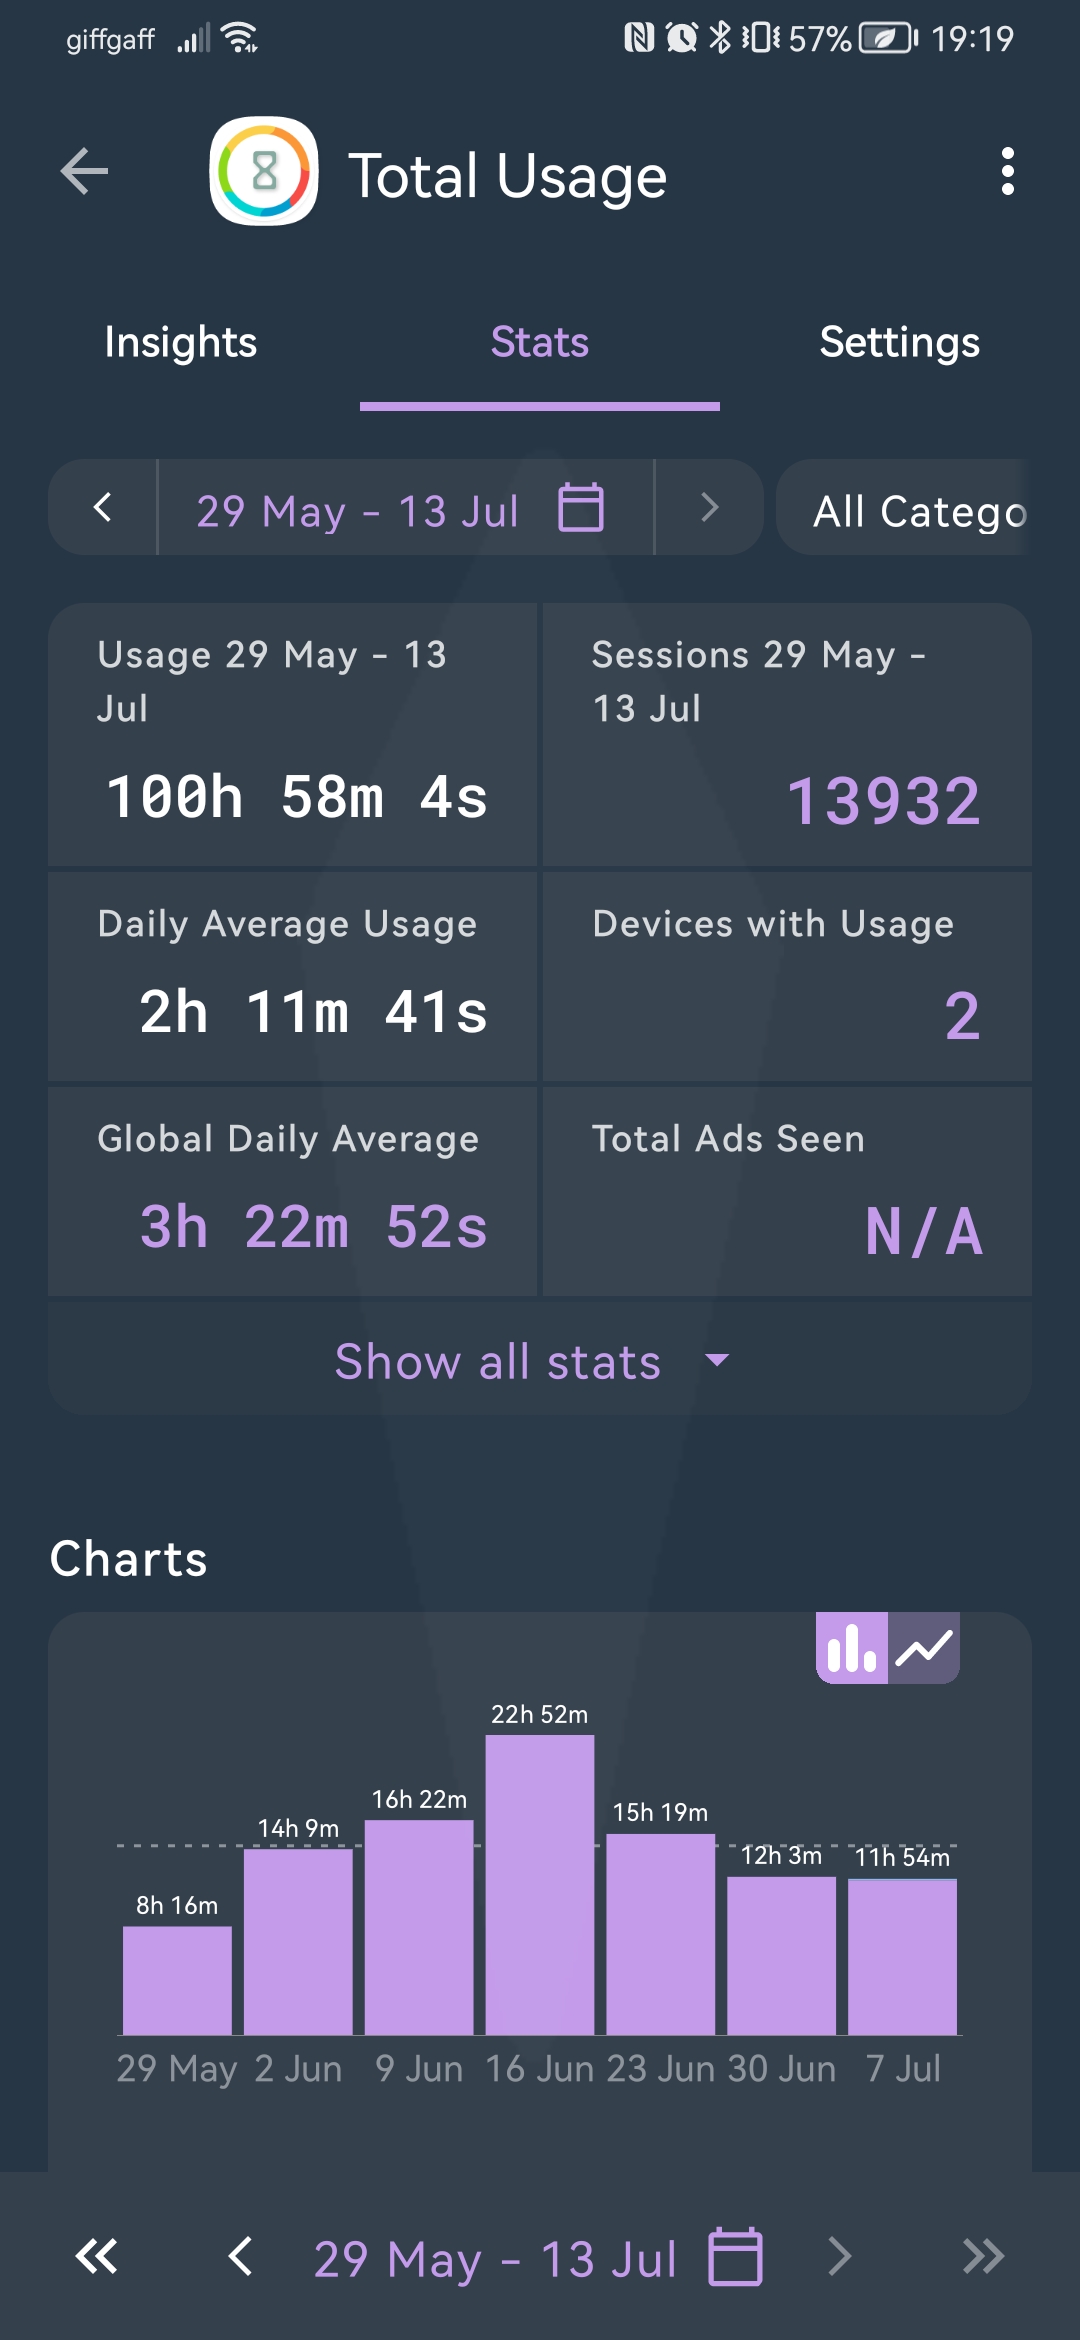 giffgaff 57% 19:19
Total Usage
Insights Stats Settings
29 May - 13 Jul All Catego
Usage 29 May - 13
Jul
100h 58m 4s
Sessions 29 May -
13 Jul
13932
Daily Average Usage
2h 11m 41s
Devices with Usage
2
Global Daily Average
3h 22m 52s
Total Ads Seen
N/A
Show all stats
Charts
22h 52m
16h 22m
15h 19m
14h 9m
12h 3m 11h 54m
8h 16m
29 May 2 Jun 9 Jun 16 Jun 23 Jun 30 Jun 7 Jul
29 May - 13 Jul